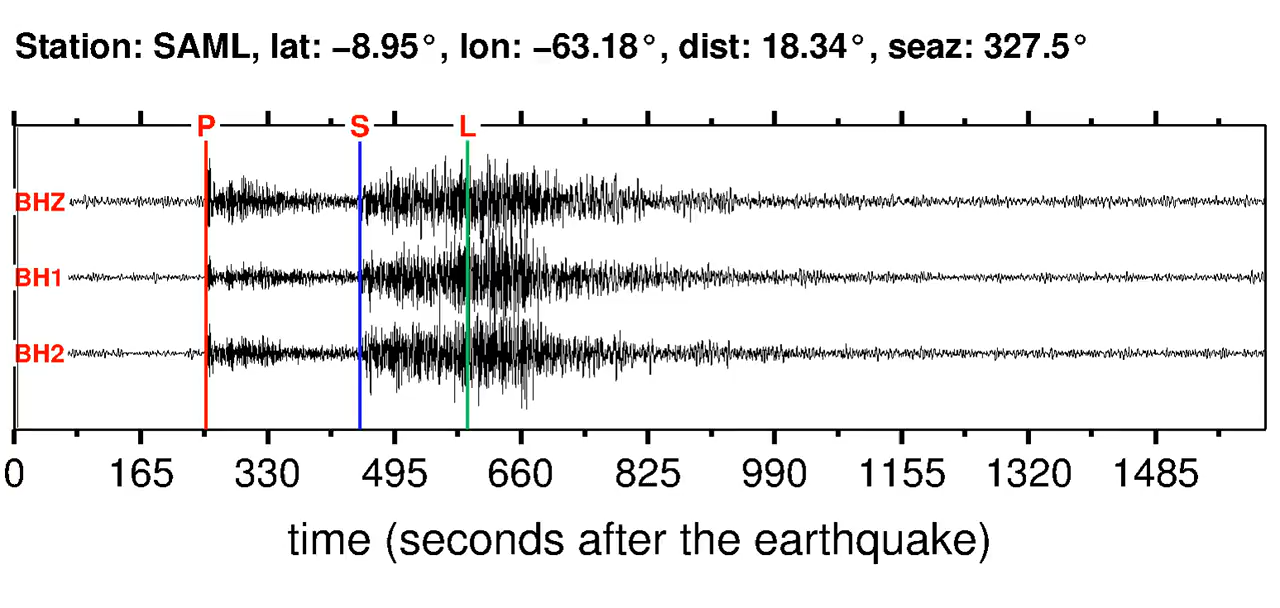 Station: SAML, lat: −8.95°, lon: −63.18°, dist: 18.34°, seaz: 327.5°
P S L
BHZ
BH1
BH2
0 165 330 495 660 825 990 1155 1320 1485
time (seconds after the earthquake)